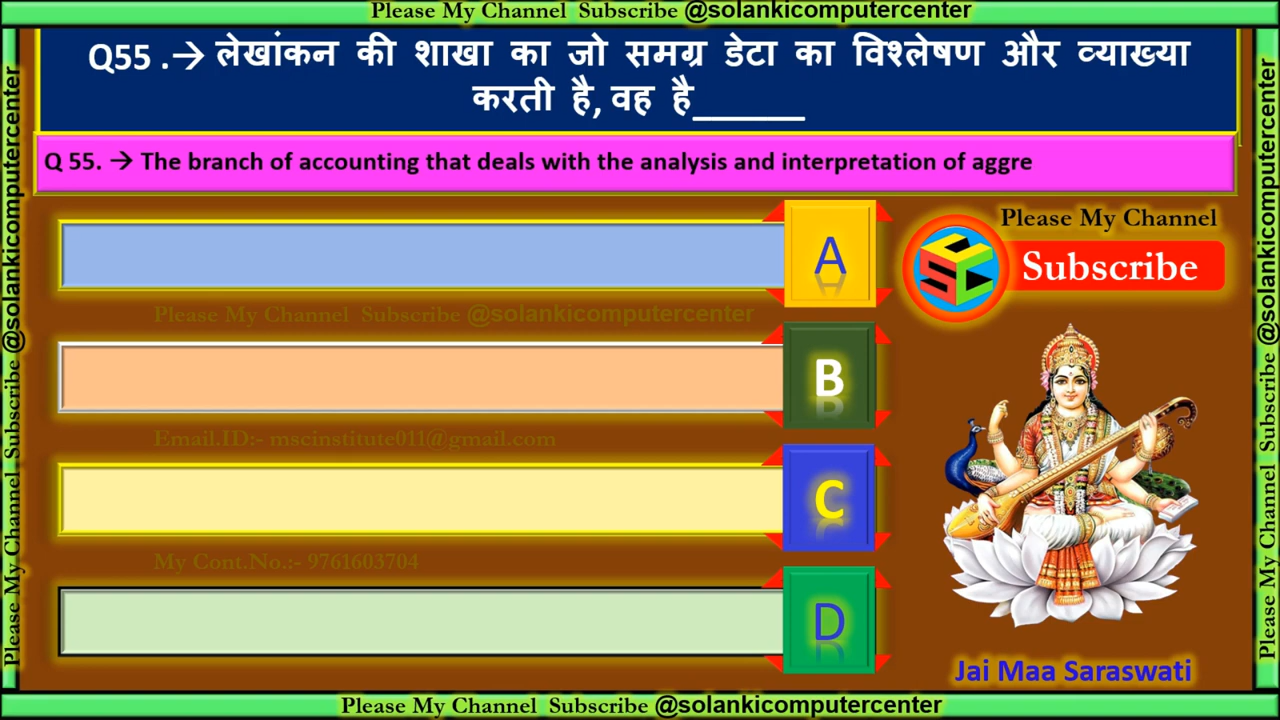 Please My Channel Subscribe @solankicomputercenter
Q55 .→ लेखांकन की शाखा का जो समग्र डेटा का विश्लेषण और व्याख्या
करती है, वह है______
Q 55. → The branch of accounting that deals with the analysis and interpretation of aggre
A
Please My Channel
Subscribe
SCC
Please My Channel Subscribe @solankicomputercenter
B
Email.ID:- mscinstitute011@gmail.com
C
My Cont.No.:- 9761603704
D
Jai Maa Saraswati
Please My Channel Subscribe @solankicomputercenter
Please My Channel Subscribe @solankicomputercenter
Please My Channel Subscribe @solankicomputercenter